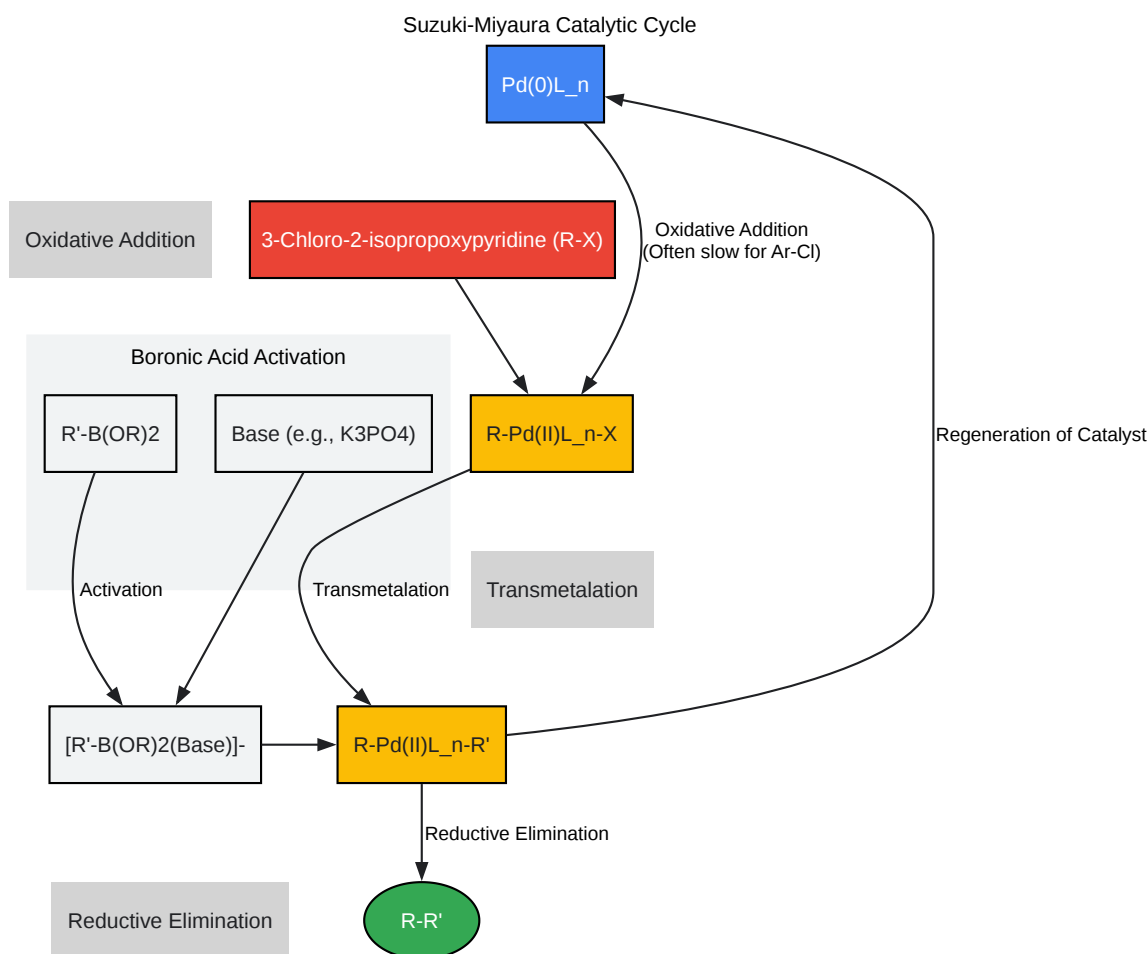 Suzuki-Miyaura Catalytic Cycle
Pd(0)L_n
Oxidative Addition
3-Chloro-2-isopropoxypyridine (R-X)
Oxidative Addition
(Often slow for Ar-Cl)
Boronic Acid Activation
R'-B(OR)2
Base (e.g., K3PO4)
R-Pd(II)L_n-X
Regeneration of Catalyst
Activation
Transmetalation
Transmetalation
[R'-B(OR)2(Base)]-
R-Pd(II)L_n-R'
Reductive Elimination
Reductive Elimination
R-R'